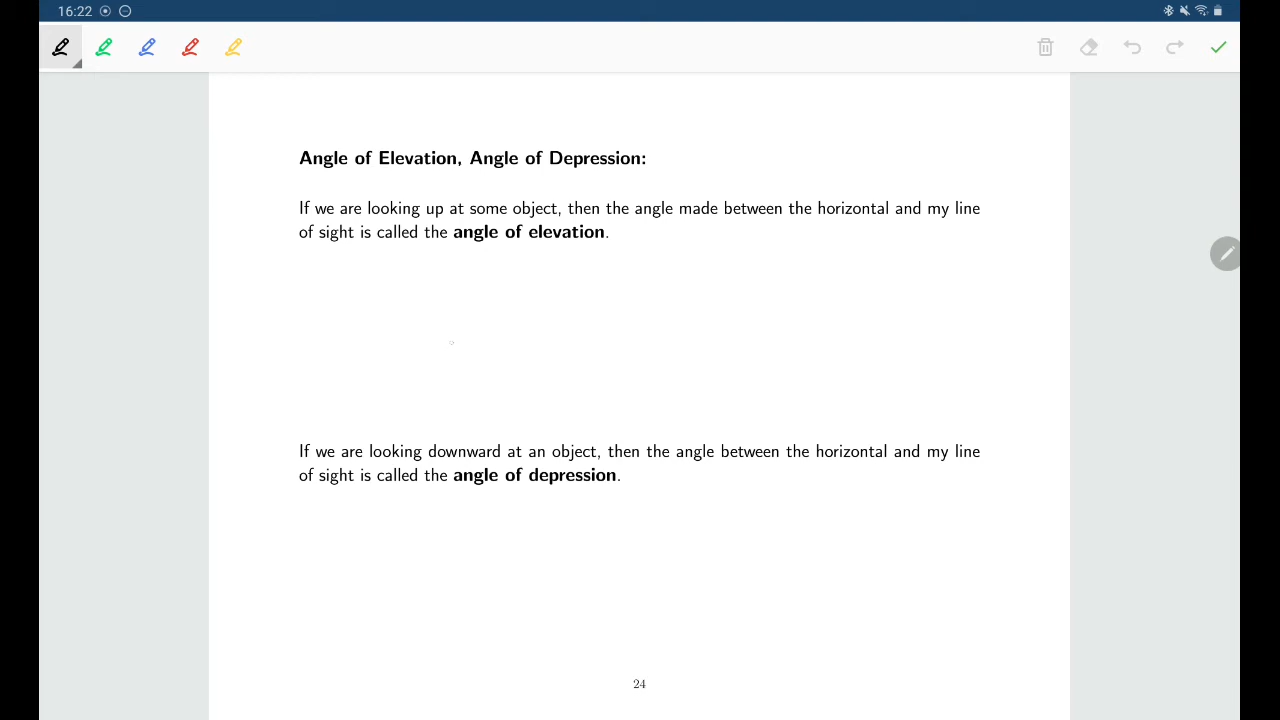 16:22
Angle of Elevation, Angle of Depression:
If we are looking up at some object, then the angle made between the horizontal and my line
of sight is called the angle of elevation.
If we are looking downward at an object, then the angle between the horizontal and my line
of sight is called the angle of depression.
24